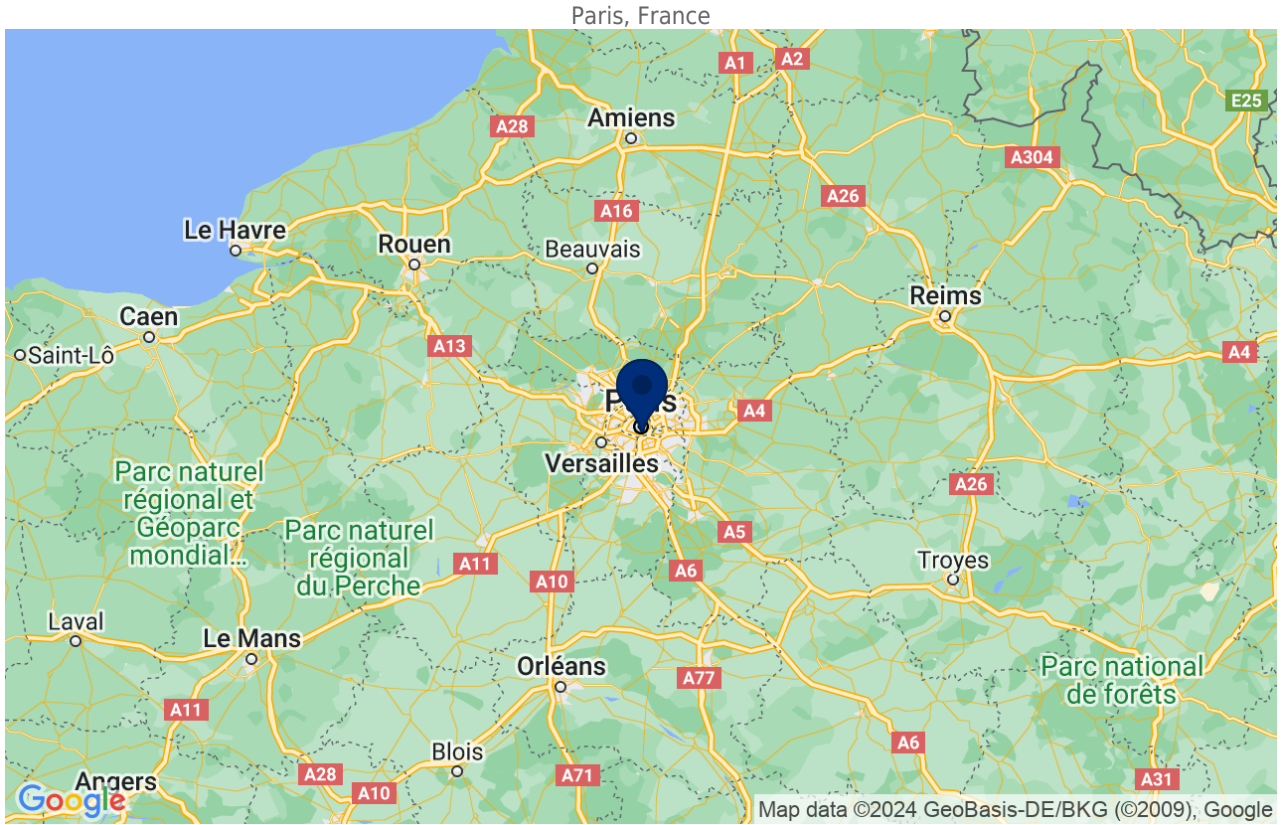 Paris, France
A1
A2
E25
Amiens
A28
A304
A26
A16
Le Havre
Rouen
Beauvais
Reims
Caen
A13
Saint-Lô
A4
Paris
A4
Versailles
Parc naturel
régional et
Géoparc
mondial...
A26
Parc naturel
régional
du Perche
A5
A11
A6
A10
Troyes
Laval
Le Mans
Orléans
A77
Parc national
de forêts
A11
A6
Blois
A28
A71
A31
Angers
A10
Google
Map data ©2024 GeoBasis-DE/BKG (©2009), Google